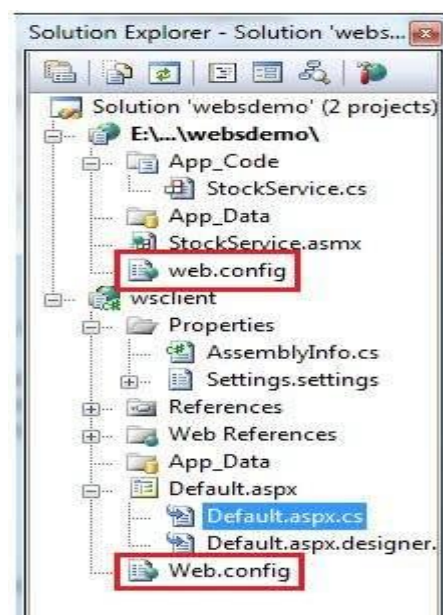 Solution Explorer - Solution 'webs...
Solution 'websdemo' (2 projects)
E:\...\websdemo\
App_Code
StockService.cs
App_Data
StockService.asmx
web.config
wsclient
Properties
AssemblyInfo.cs
Settings.settings
References
Web References
App_Data
Default.aspx
Default.aspx.cs
Default.aspx.designer.
Web.config